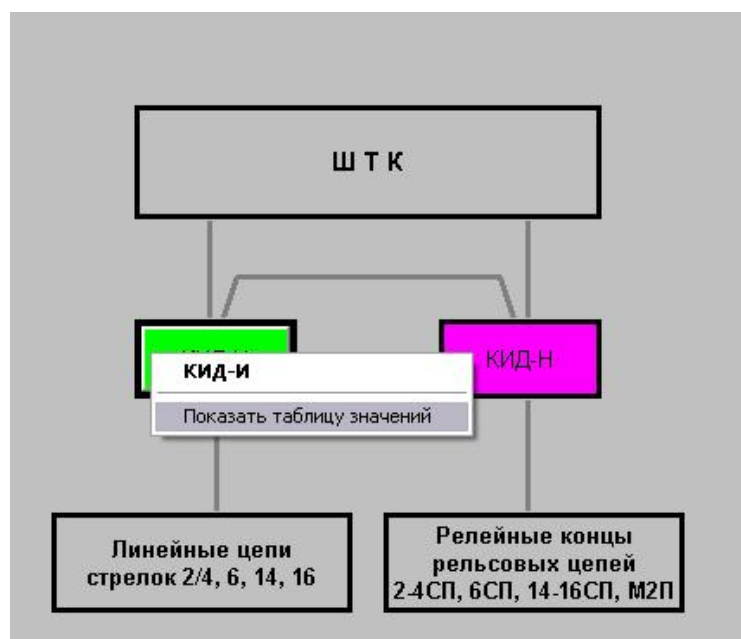 Ш Т К
КИД-Н
КИД-И
Показать таблицу значений
Линейные цепи
стрелок 2/4, 6, 14, 16
Релейные концы
рельсовых цепей
2-4СП, 6СП, 14-16СП, М2П